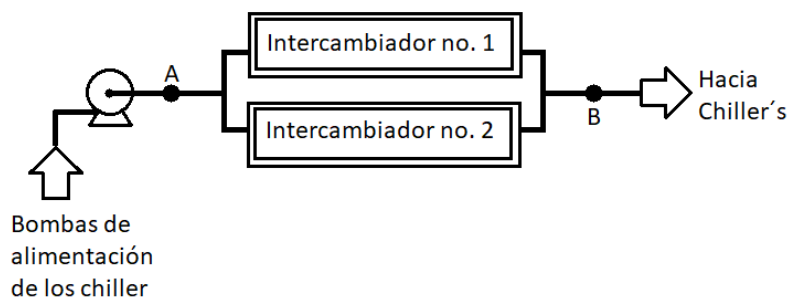 Intercambiador no. 1
A
Intercambiador no. 2
B
Hacia
Chiller´s
Bombas de
alimentación
de los chiller